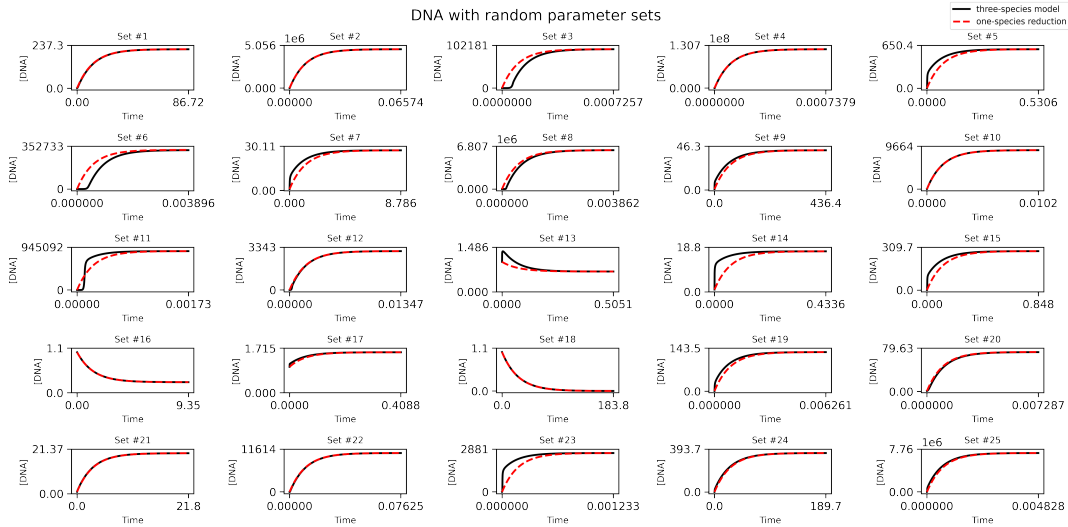 DNA with random parameter sets
three-species model
one-species reduction
Set #1
237.3
0.0
[DNA]
0.00 86.72
Time
Set #2
1e6
5.056
0.000
[DNA]
0.00000 0.06574
Time
Set #3
102181
0
[DNA]
0.0000000 0.0007257
Time
Set #4
1e8
1.307
0.000
[DNA]
0.0000000 0.0007379
Time
Set #5
650.4
0.0
[DNA]
0.0000 0.5306
Time
Set #6
352733
0
[DNA]
0.000000 0.003896
Time
Set #7
30.11
0.00
[DNA]
0.000 8.786
Time
Set #8
1e6
6.807
0.000
[DNA]
0.000000 0.003862
Time
Set #9
46.3
0.0
[DNA]
0.0 436.4
Time
Set #10
9664
0
[DNA]
0.0000 0.0102
Time
Set #11
945092
0
[DNA]
0.00000 0.00173
Time
Set #12
3343
0
[DNA]
0.00000 0.01347
Time
Set #13
1.486
0.000
[DNA]
0.0000 0.5051
Time
Set #14
18.8
0.0
[DNA]
0.0000 0.4336
Time
Set #15
309.7
0.0
[DNA]
0.000 0.848
Time
Set #16
1.1
0.0
[DNA]
0.00 9.35
Time
Set #17
1.715
0.000
[DNA]
0.0000 0.4088
Time
Set #18
1.1
0.0
[DNA]
0.0 183.8
Time
Set #19
143.5
0.0
[DNA]
0.000000 0.006261
Time
Set #20
79.63
0.00
[DNA]
0.000000 0.007287
Time
Set #21
21.37
0.00
[DNA]
0.0 21.8
Time
Set #22
11614
0
[DNA]
0.00000 0.07625
Time
Set #23
2881
0
[DNA]
0.000000 0.001233
Time
Set #24
393.7
0.0
[DNA]
0.0 189.7
Time
Set #25
1e6
7.76
0.00
[DNA]
0.000000 0.004828
Time